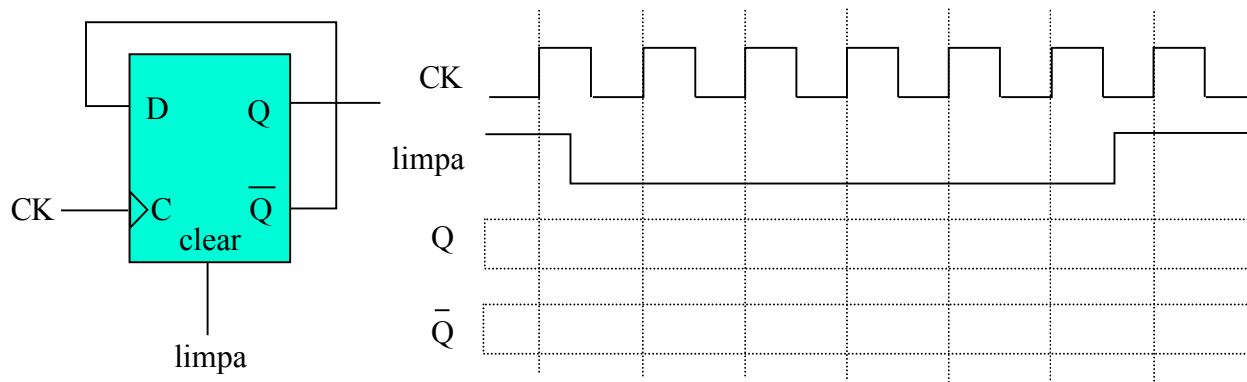 D Q
CK C Q̅
clear
limpa
CK
limpa
Q
Q̅